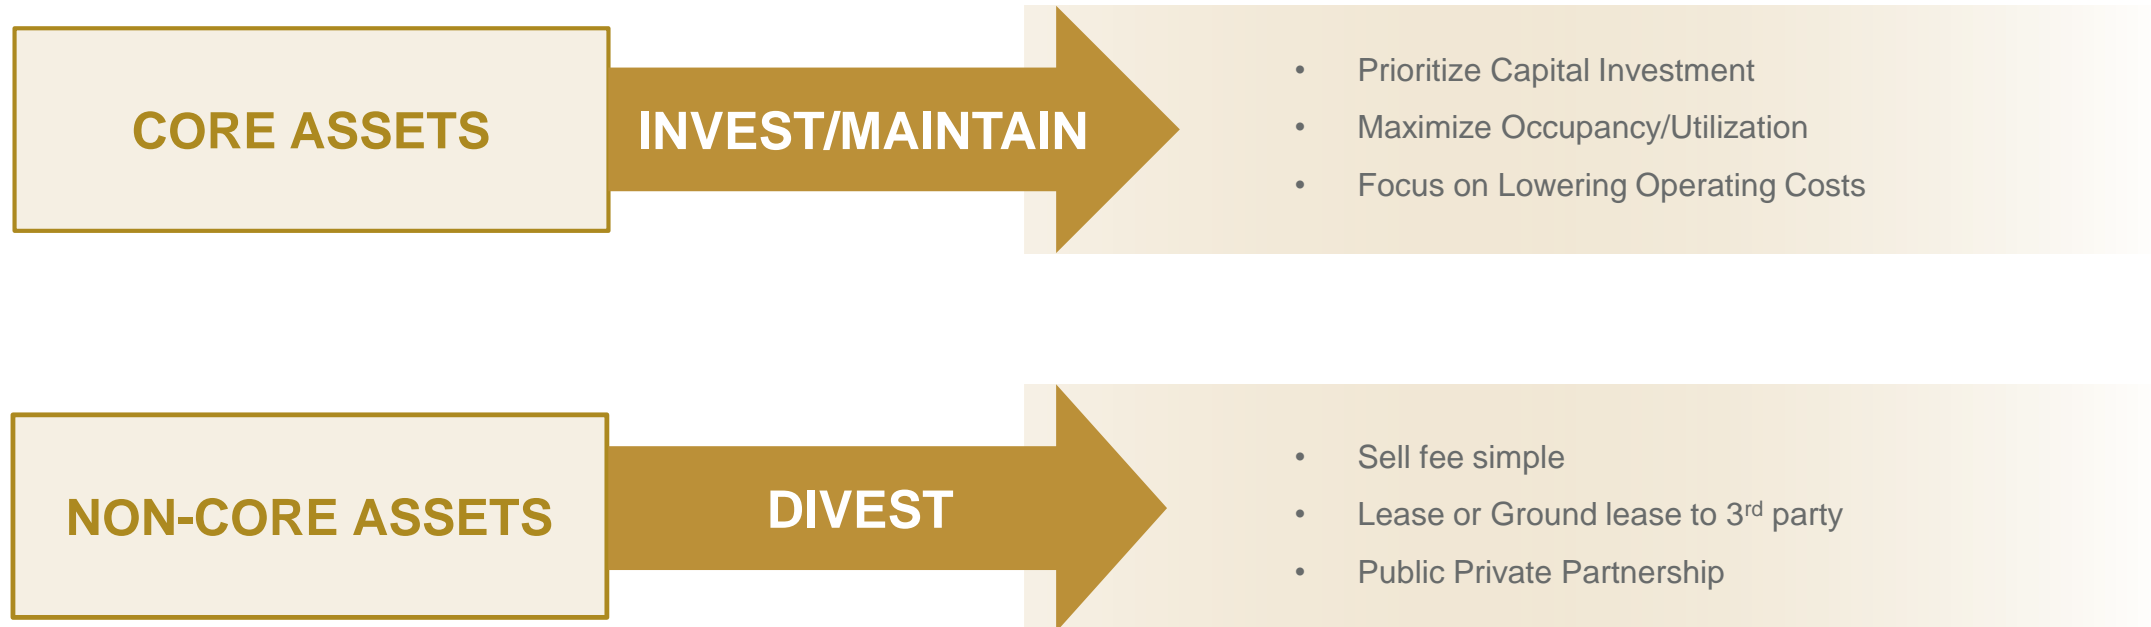 CORE ASSETS
INVEST/MAINTAIN
• Prioritize Capital Investment
• Maximize Occupancy/Utilization
• Focus on Lowering Operating Costs
NON-CORE ASSETS
DIVEST
• Sell fee simple
• Lease or Ground lease to 3rd party
• Public Private Partnership